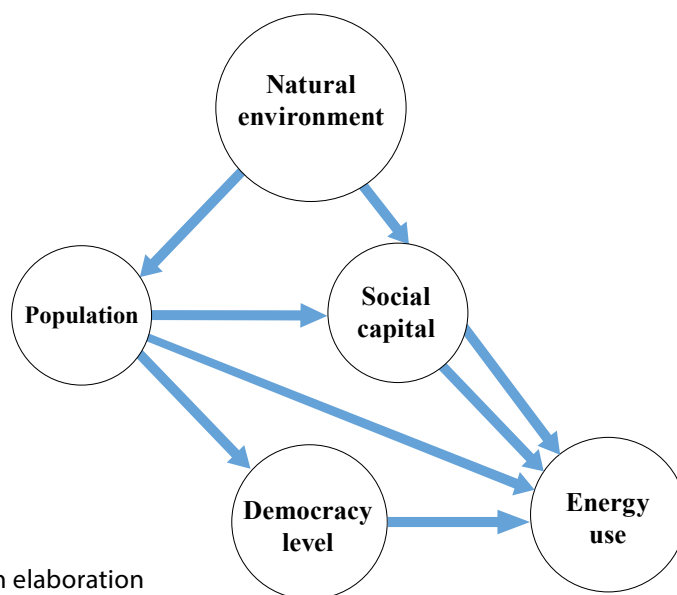 Natural
environment
Population
Social
capital
Democracy
level
Energy
use
elaboration